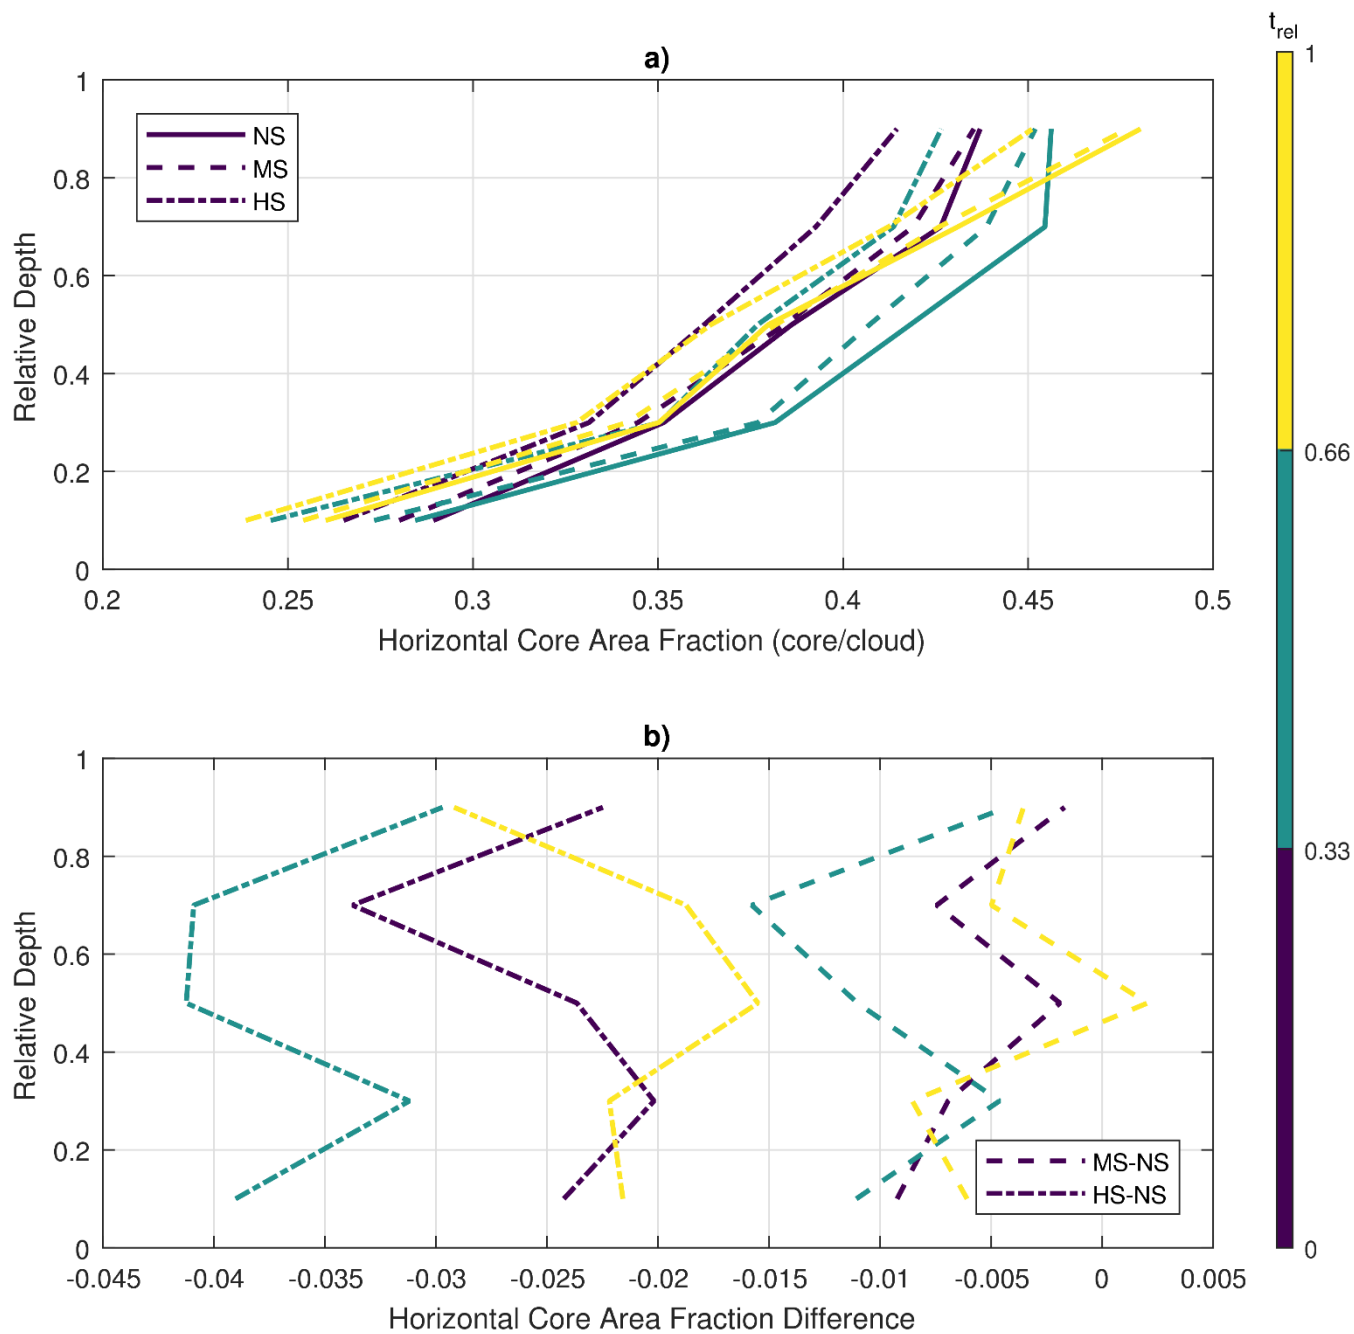 t_rel
a)
1
0.8
0.6
0.4
0.2
0
Relative Depth
NS
MS
HS
0.2 0.25 0.3 0.35 0.4 0.45 0.5
Horizontal Core Area Fraction (core/cloud)
b)
1
0.8
0.6
0.4
0.2
0
Relative Depth
MS-NS
HS-NS
-0.045 -0.04 -0.035 -0.03 -0.025 -0.02 -0.015 -0.01 -0.005 0 0.005
Horizontal Core Area Fraction Difference
1
0.66
0.33
0